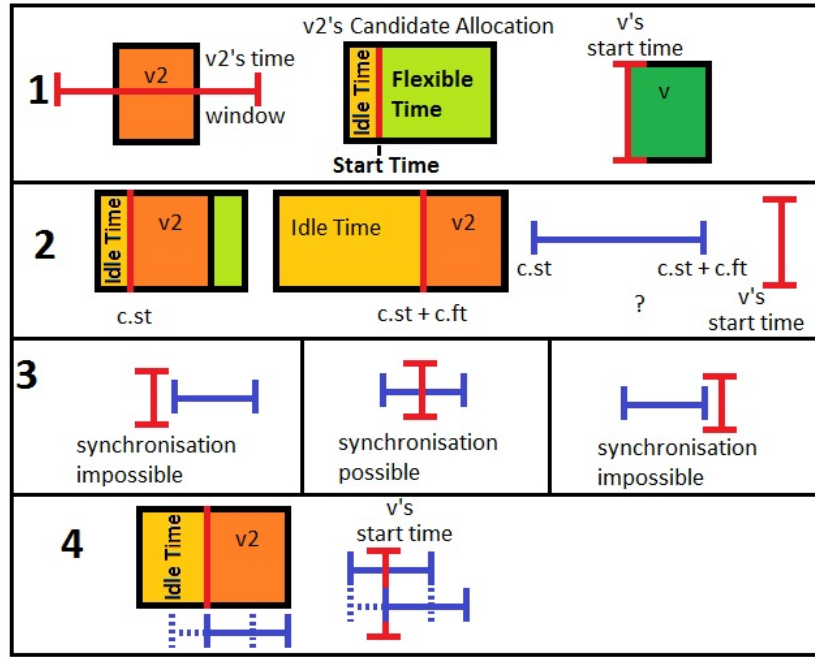 1
v2
v2's time
window
v2's Candidate Allocation
Idle Time
Flexible
Time
Start Time
v's
start time
v
2
Idle Time
v2
c.st
Idle Time
v2
c.st + c.ft
c.st
c.st + c.ft
?
v's
start time
3
synchronisation
impossible
synchronisation
possible
synchronisation
impossible
4
Idle Time
v2
v's
start time